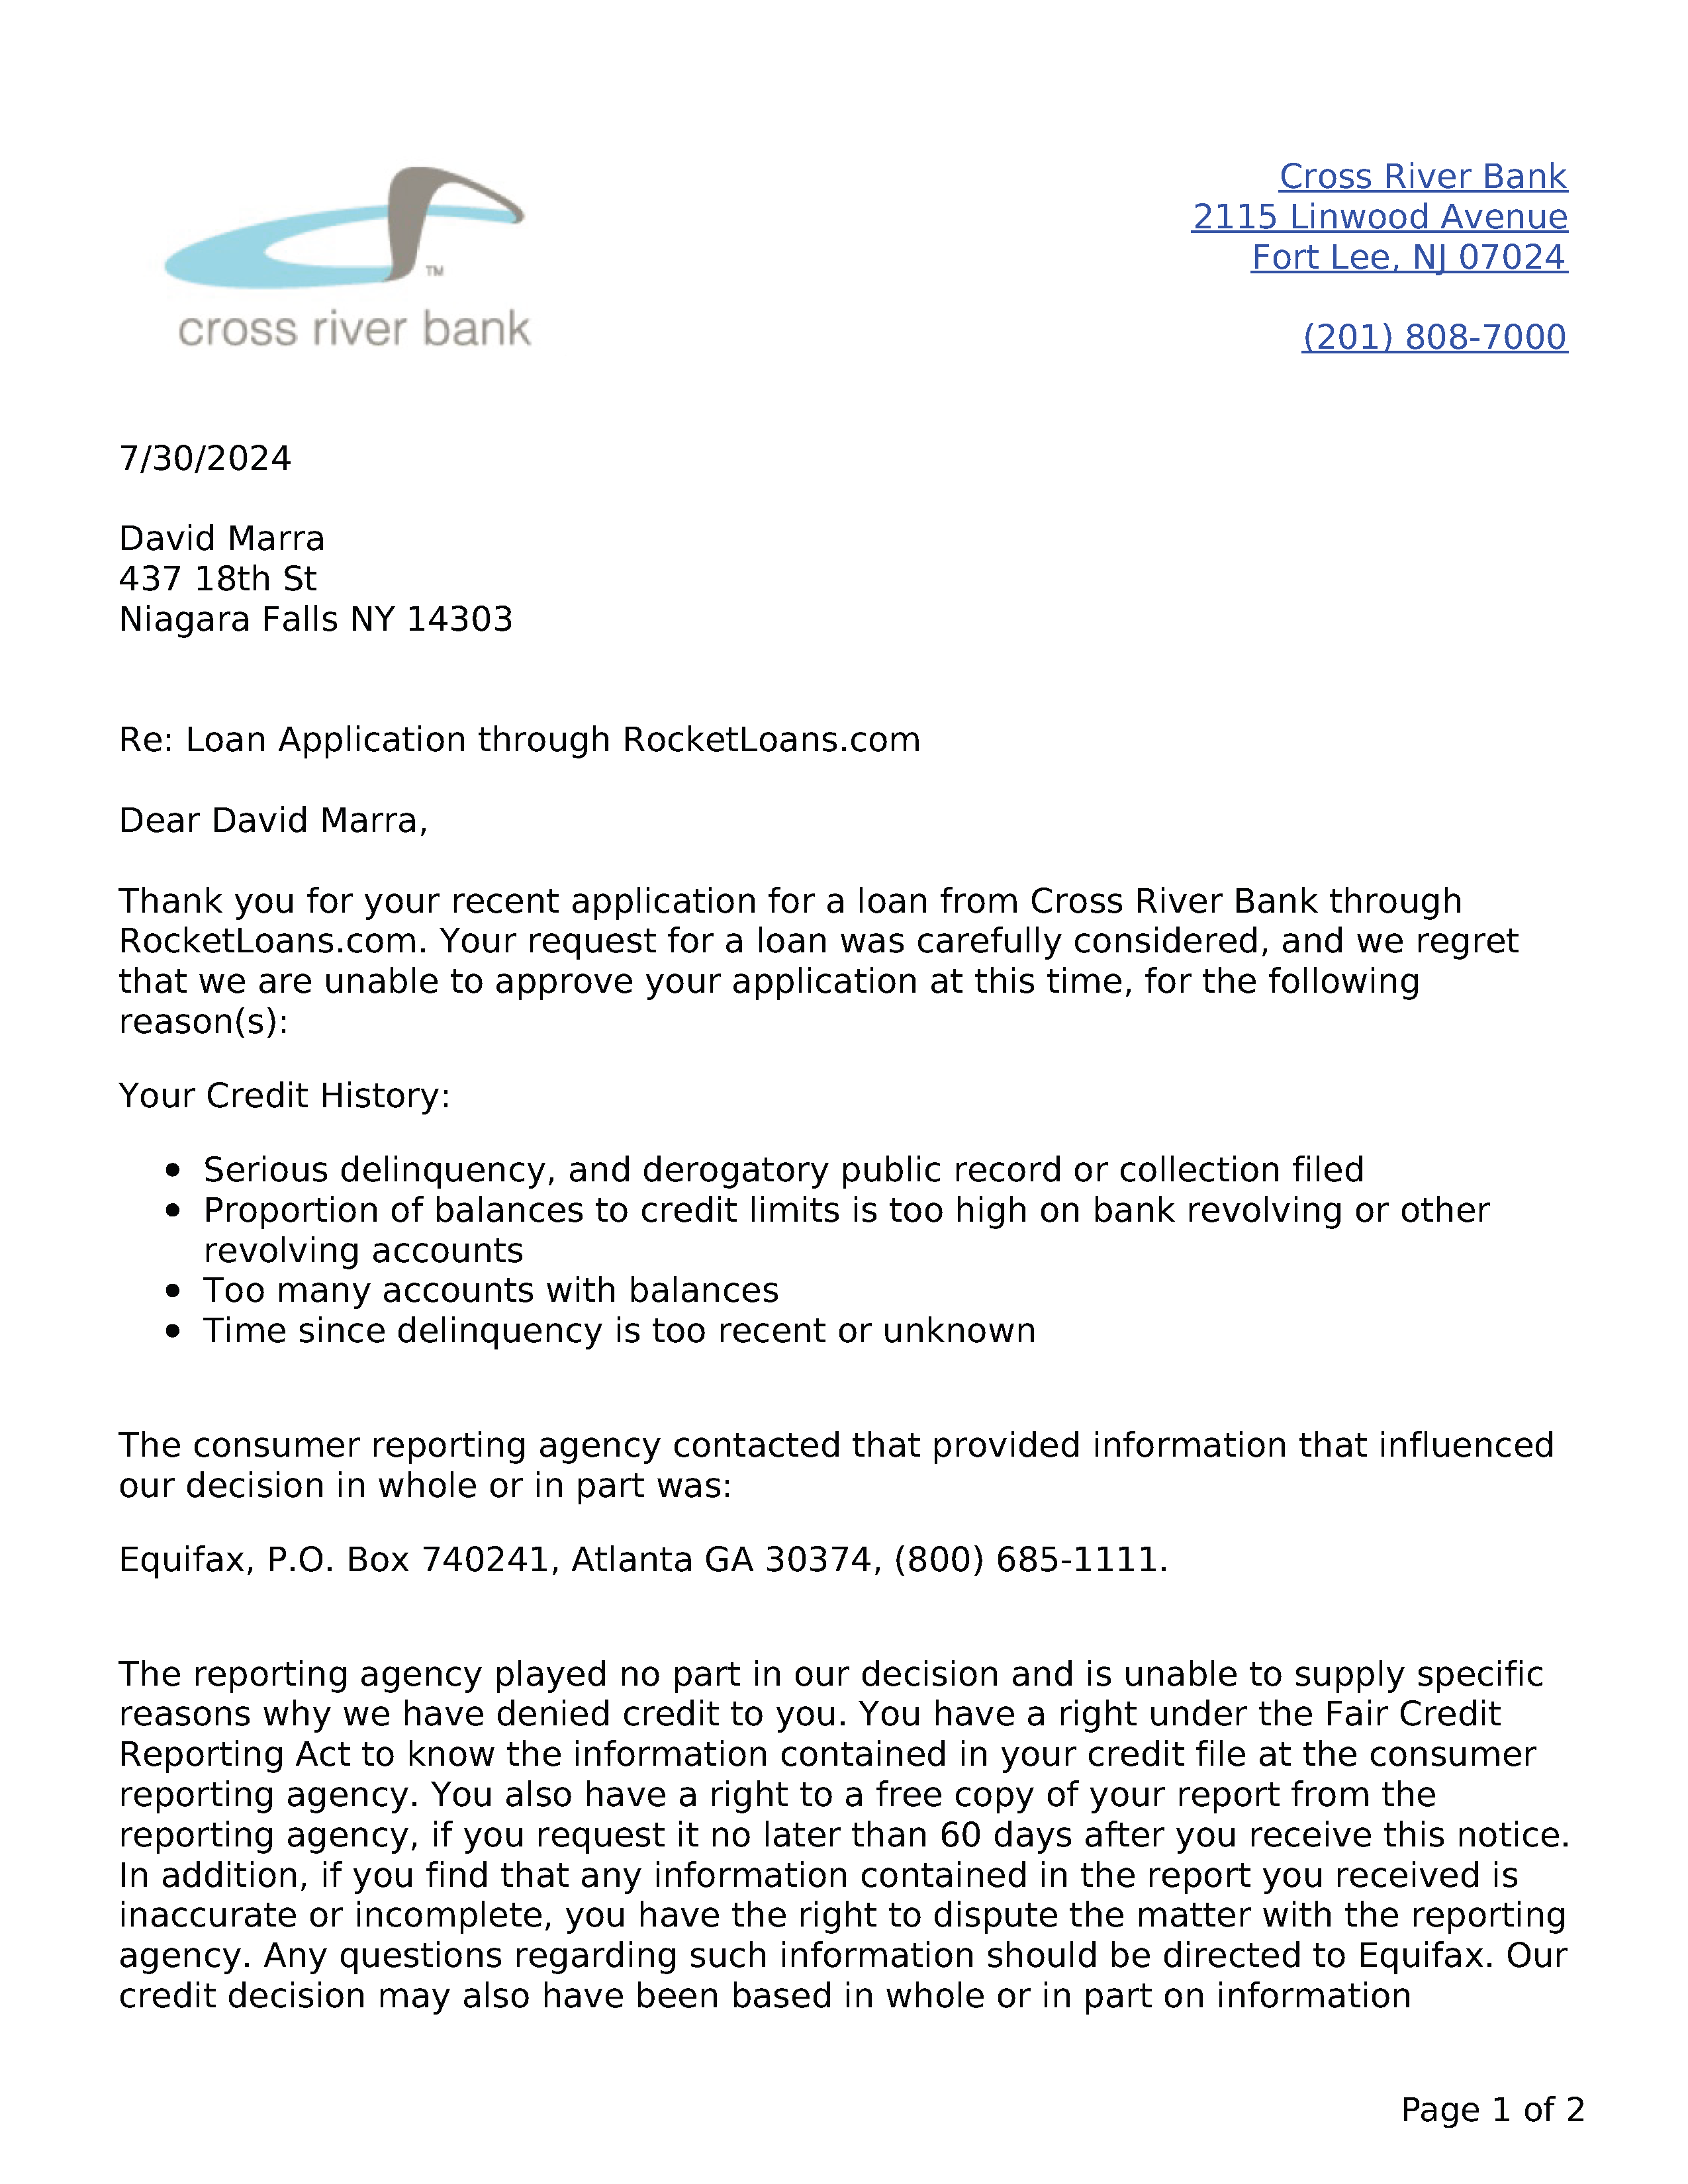 cross river bank
TM
Cross River Bank
2115 Linwood Avenue
Fort Lee, NJ 07024
(201) 808-7000
7/30/2024
David Marra
437 18th St
Niagara Falls NY 14303
Re: Loan Application through RocketLoans.com
Dear David Marra,
Thank you for your recent application for a loan from Cross River Bank through
RocketLoans.com. Your request for a loan was carefully considered, and we regret
that we are unable to approve your application at this time, for the following
reason(s):
Your Credit History:
• Serious delinquency, and derogatory public record or collection filed
• Proportion of balances to credit limits is too high on bank revolving or other
revolving accounts
• Too many accounts with balances
• Time since delinquency is too recent or unknown
The consumer reporting agency contacted that provided information that influenced
our decision in whole or in part was:
Equifax, P.O. Box 740241, Atlanta GA 30374, (800) 685-1111.
The reporting agency played no part in our decision and is unable to supply specific
reasons why we have denied credit to you. You have a right under the Fair Credit
Reporting Act to know the information contained in your credit file at the consumer
reporting agency. You also have a right to a free copy of your report from the
reporting agency, if you request it no later than 60 days after you receive this notice.
In addition, if you find that any information contained in the report you received is
inaccurate or incomplete, you have the right to dispute the matter with the reporting
agency. Any questions regarding such information should be directed to Equifax. Our
credit decision may also have been based in whole or in part on information
Page 1 of 2